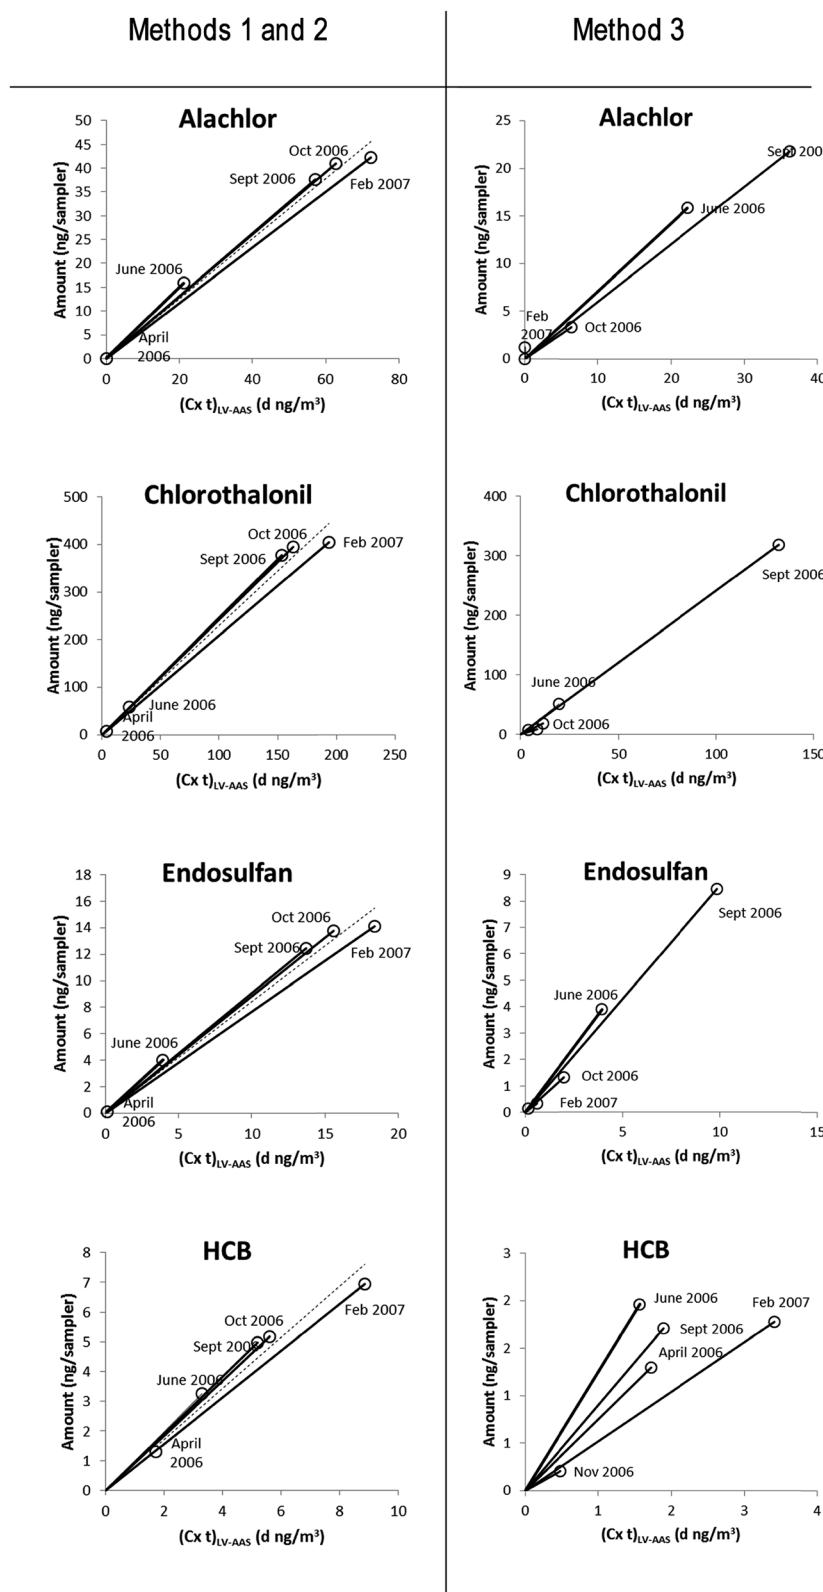 Methods 1 and 2
Method 3
Alachlor
50
45
40
35
30
25
20
15
10
5
0
Amount (ng/sampler)
Oct 2006
Sept 2006
Feb 2007
June 2006
April
2006
0 20 40 60 80
(Cx t)LV-AAS (d ng/m³)
Alachlor
25
20
15
10
5
0
Amount (ng/sampler)
Sept 200
June 2006
Feb
2007
Oct 2006
0 10 20 30 40
(Cx t)LV-AAS (d ng/m³)
Chlorothalonil
500
400
300
200
100
0
Amount (ng/sampler)
Oct 2006
Sept 2006
Feb 2007
June 2006
April
2006
0 50 100 150 200 250
(Cx t)LV-AAS (d ng/m³)
Chlorothalonil
400
300
200
100
0
Amount (ng/sampler)
Sept 2006
June 2006
Oct 2006
0 50 100 150
(Cx t)LV-AAS (d ng/m³)
Endosulfan
18
16
14
12
10
8
6
4
2
0
Amount (ng/sampler)
Oct 2006
Sept 2006
Feb 2007
June 2006
April
2006
0 5 10 15 20
(Cx t)LV-AAS (d ng/m³)
Endosulfan
9
8
7
6
5
4
3
2
1
0
Amount (ng/sampler)
Sept 2006
June 2006
Oct 2006
Feb 2007
0 5 10 15
(Cx t)LV-AAS (d ng/m³)
HCB
8
7
6
5
4
3
2
1
0
Amount (ng/sampler)
Oct 2006
Feb 2007
Sept 2006
June 2006
April
2006
0 2 4 6 8 10
(Cx t)LV-AAS (d ng/m³)
HCB
3
2
2
1
1
0
Amount (ng/sampler)
June 2006
Feb 2007
Sept 2006
April 2006
Nov 2006
0 1 2 3 4
(Cx t)LV-AAS (d ng/m³)